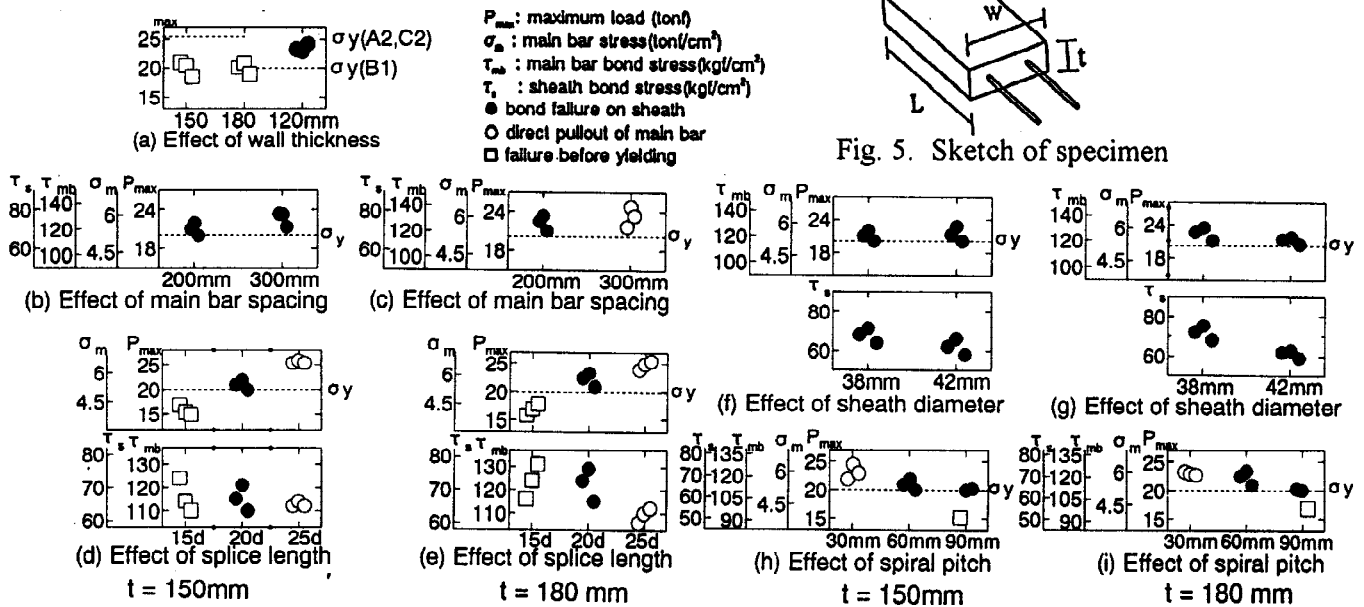 max
25
20
15
σy(A2,C2)
σy(B1)
150 180 120mm
(a) Effect of wall thickness
Pmax: maximum load (tonf)
σm : main bar stress(tonf/cm²)
τmb : main bar bond stress(kgf/cm²)
τs : sheath bond stress(kgf/cm²)
● bond failure on sheath
○ direct pullout of main bar
□ failure before yielding
W
t
L
Fig. 5. Sketch of specimen
τs τmb σm Pmax
80 140 6 24
120
60 100 4.5 18
σy
200mm 300mm
(b) Effect of main bar spacing
τs τmb σm Pmax
80 140 6 24
120
60 100 4.5 18
σy
200mm 300mm
(c) Effect of main bar spacing
τmb σm Pmax
140 6 24
120
100 4.5 18
σy
τs
80
60
38mm 42mm
(f) Effect of sheath diameter
τmb σm Pmax
140 6 24
120
100 4.5 18
σy
τs
80
60
38mm 42mm
(g) Effect of sheath diameter
σm Pmax
6 25
20
4.5 15
σy
τs τmb
130
70 120
60 110
15d 20d 25d
(d) Effect of splice length
t = 150mm
σm Pmax
6 25
20
4.5 15
σy
τs τmb
130
70 120
60 110
15d 20d 25d
(e) Effect of splice length
t = 180 mm
τs τmb σm Pmax
80 135 6 25
70 120
60 105 20
50 90 4.5 15
σy
30mm 60mm 90mm
(h) Effect of spiral pitch
t = 150mm
τs τmb σm Pmax
80 135 6 25
70 120
60 105 20
50 90 4.5 15
σy
30mm 60mm 90mm
(i) Effect of spiral pitch
t = 180 mm